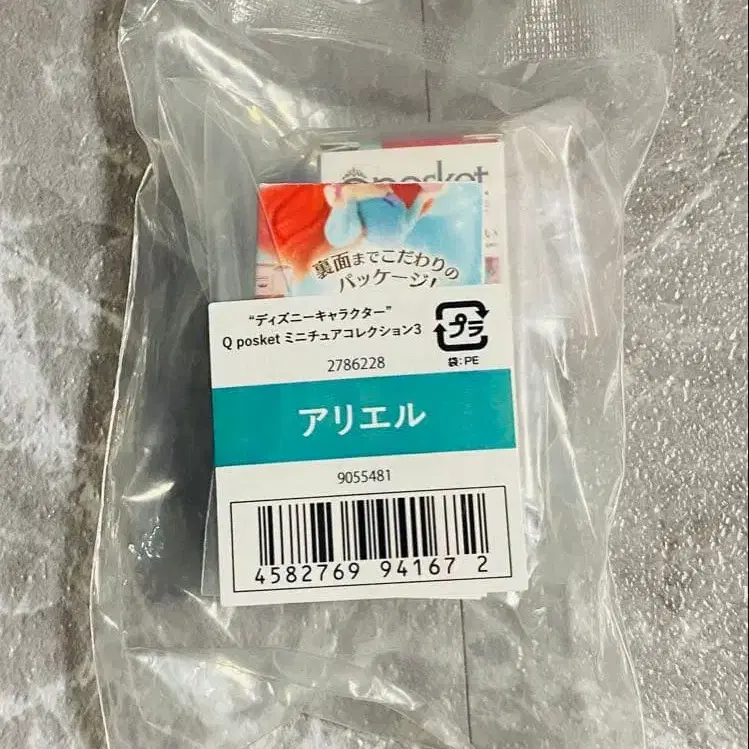 Qposket
裏面までこだわりの
パッケージ!
“ディズニーキャラクター”
Q posket ミニチュアコレクション3
プラ
袋:PE
2786228
アリエル
9055481
4582769 94167 2